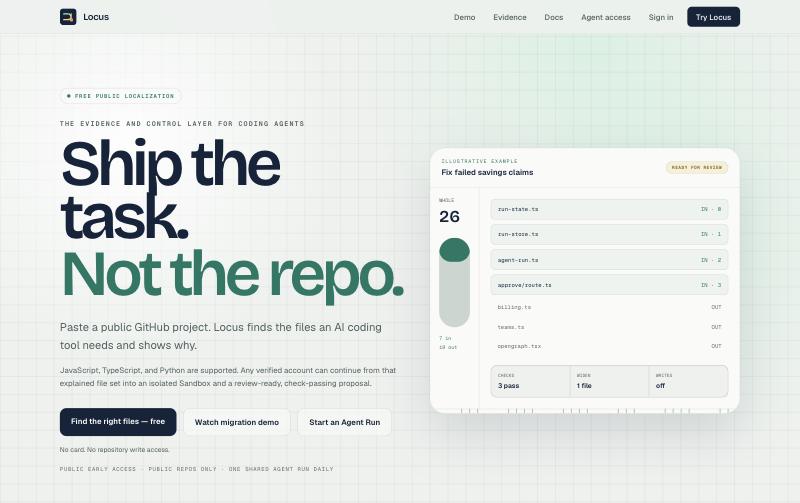 Locus
Demo
Evidence
Docs
Agent access
Sign in
Try Locus
FREE PUBLIC LOCALIZATION
THE EVIDENCE AND CONTROL LAYER FOR CODING AGENTS
Ship the
task.
Not the repo.
Paste a public GitHub project. Locus finds the files an AI coding
tool needs and shows why.
JavaScript, TypeScript, and Python are supported. Any verified account can continue from that
explained file set into an isolated Sandbox and a review-ready, check-passing proposal.
Find the right files — free
Watch migration demo
Start an Agent Run
No card. No repository write access.
PUBLIC EARLY ACCESS · PUBLIC REPOS ONLY · ONE SHARED AGENT RUN DAILY
ILLUSTRATIVE EXAMPLE
Fix failed savings claims
READY FOR REVIEW
WHOLE
26
7 in
19 out
run-state.ts IN · 0
run-store.ts IN · 1
agent-run.ts IN · 2
approve/route.ts IN · 3
billing.ts OUT
teams.ts OUT
opengraph.tsx OUT
CHECKS
3 pass
WIDEN
1 file
WRITES
off